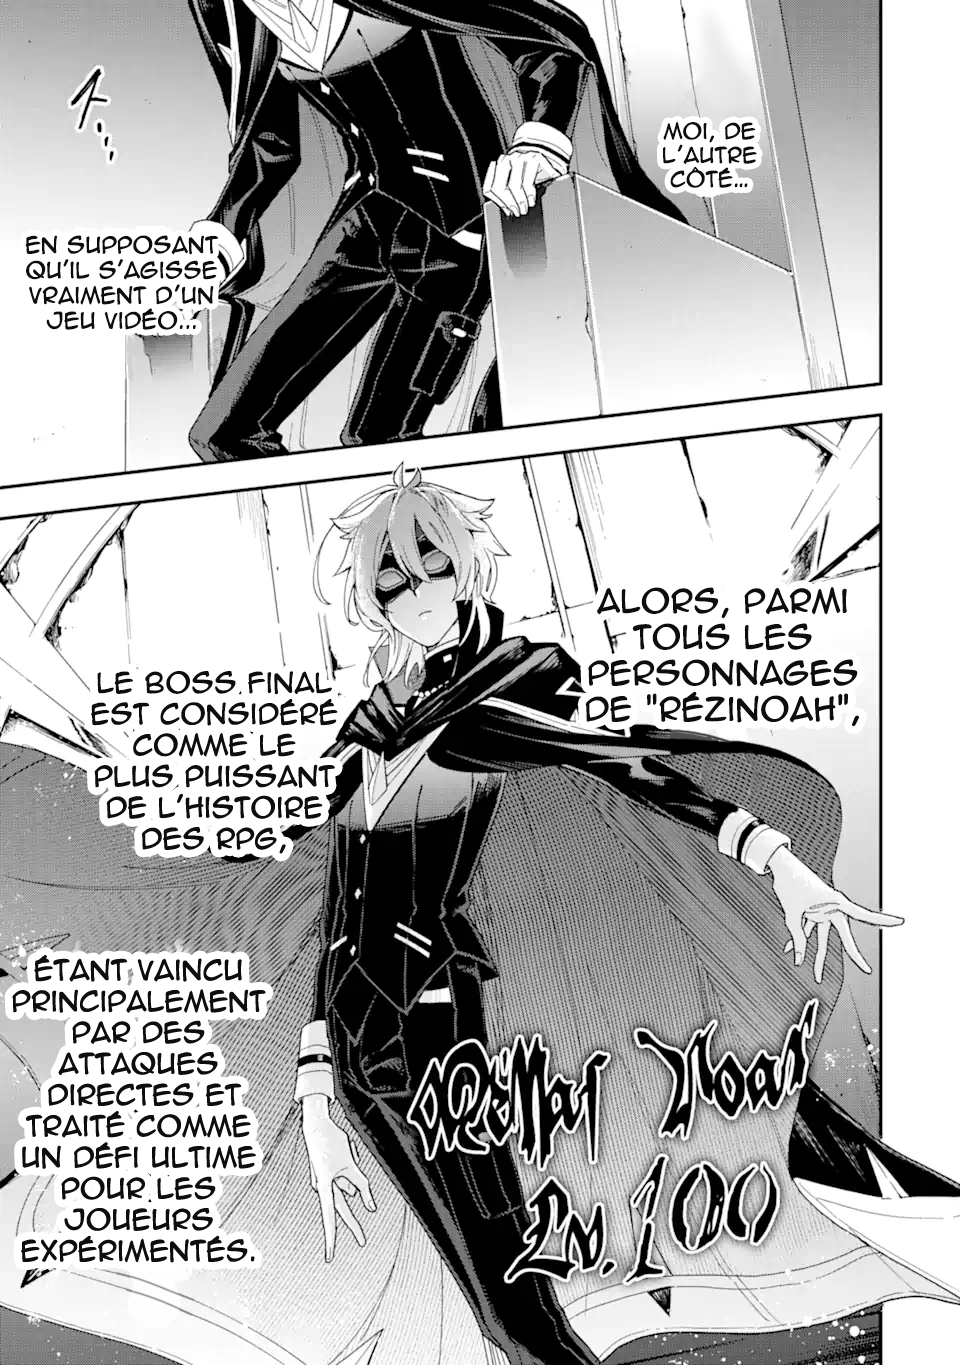 MOI, DE
L'AUTRE
CÔTÉ...
EN SUPPOSANT
QU'IL S'AGISSE
VRAIMENT D'UN
JEU VIDÉO...
ALORS, PARMI
TOUS LES
PERSONNAGES
DE "RÉZINOAH",
LE BOSS FINAL
EST CONSIDÉRÉ
COMME LE
PLUS PUISSANT
DE L'HISTOIRE
DES RPG,
ÉTANT VAINCU
PRINCIPALEMENT
PAR DES
ATTAQUES
DIRECTES ET
TRAITÉ COMME
UN DÉFI ULTIME
POUR LES
JOUEURS
EXPÉRIMENTÉS.
Noar
Lv.100